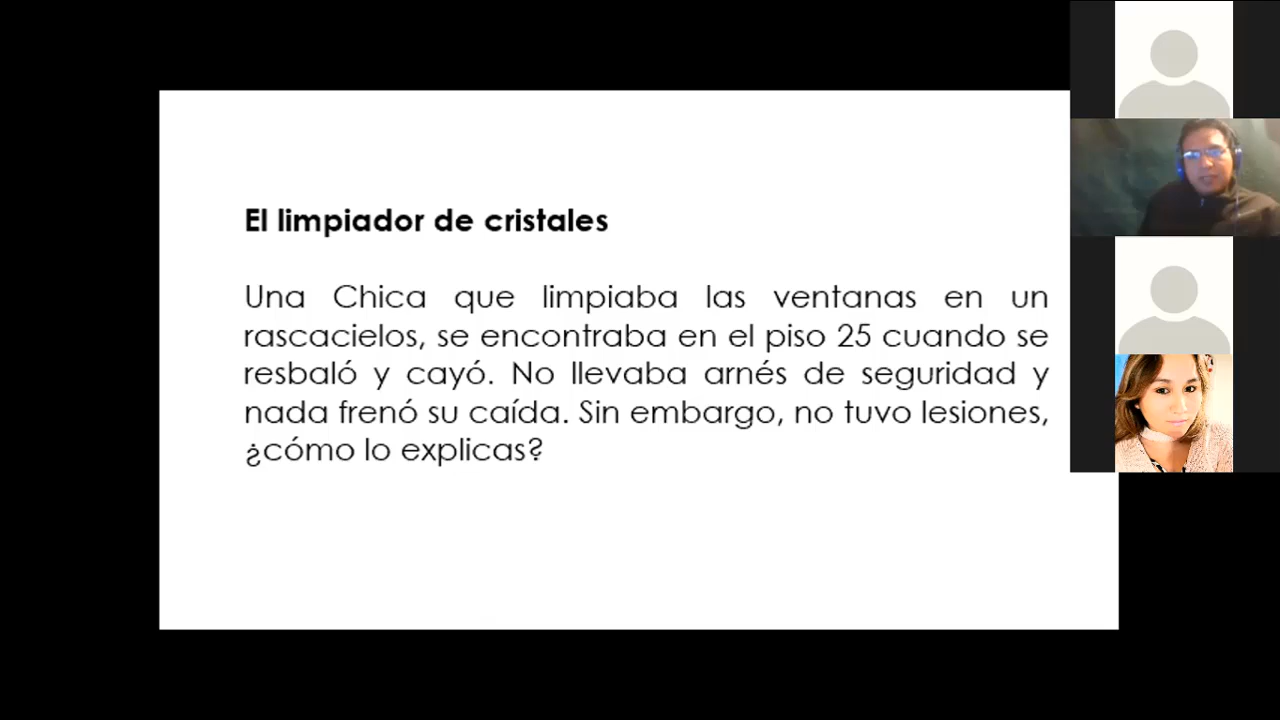 El limpiador de cristales
Una Chica que limpiaba las ventanas en un
rascacielos, se encontraba en el piso 25 cuando se
resbaló y cayó. No llevaba arnés de seguridad y
nada frenó su caída. Sin embargo, no tuvo lesiones,
¿cómo lo explicas?